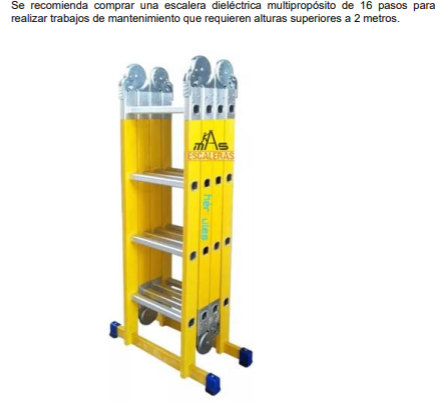 Se recomienda comprar una escalera dieléctrica multipropósito de 16 pasos para
realizar trabajos de mantenimiento que requieren alturas superiores a 2 metros.
mAs
ESCALERAS